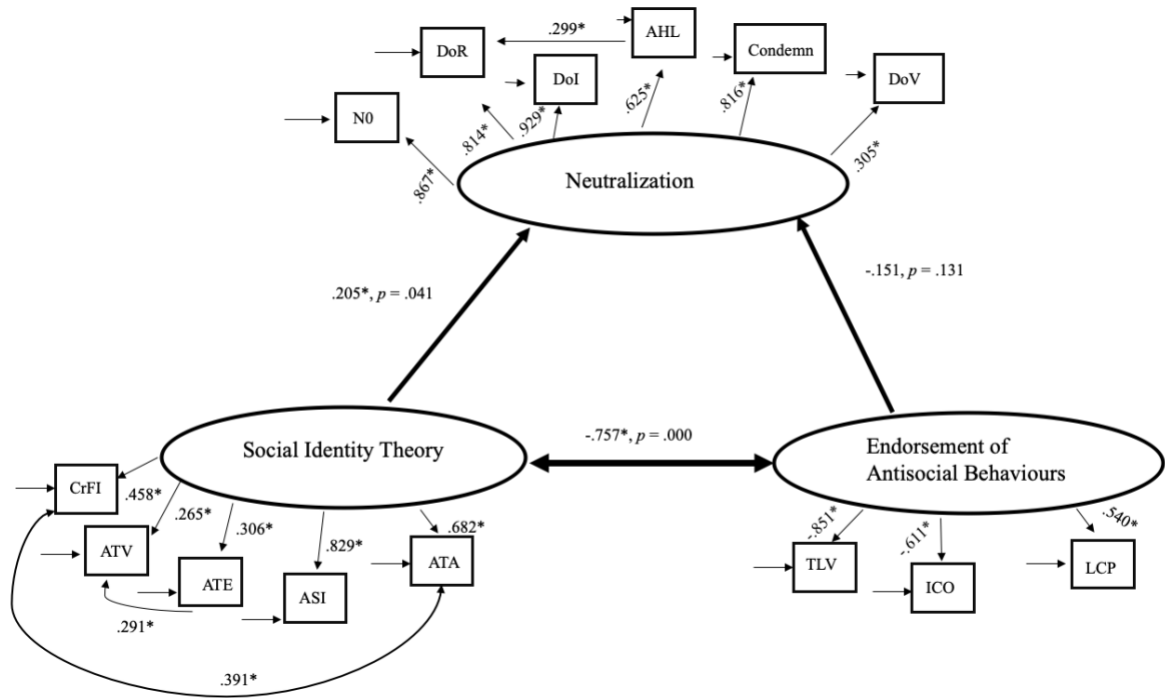 .299*
AHL
DoR
Condemn
DoI
DoV
N0
.867*
.814*
.929*
.625*
.816*
.305*
Neutralization
.205*, p = .041
-.151, p = .131
-.757*, p = .000
Social Identity Theory
Endorsement of
Antisocial Behaviours
CrFI
.458*
.265*
.306*
.829*
.682*
ATV
ATE
ASI
ATA
.291*
.391*
-.851*
-.611*
.540*
TLV
ICO
LCP